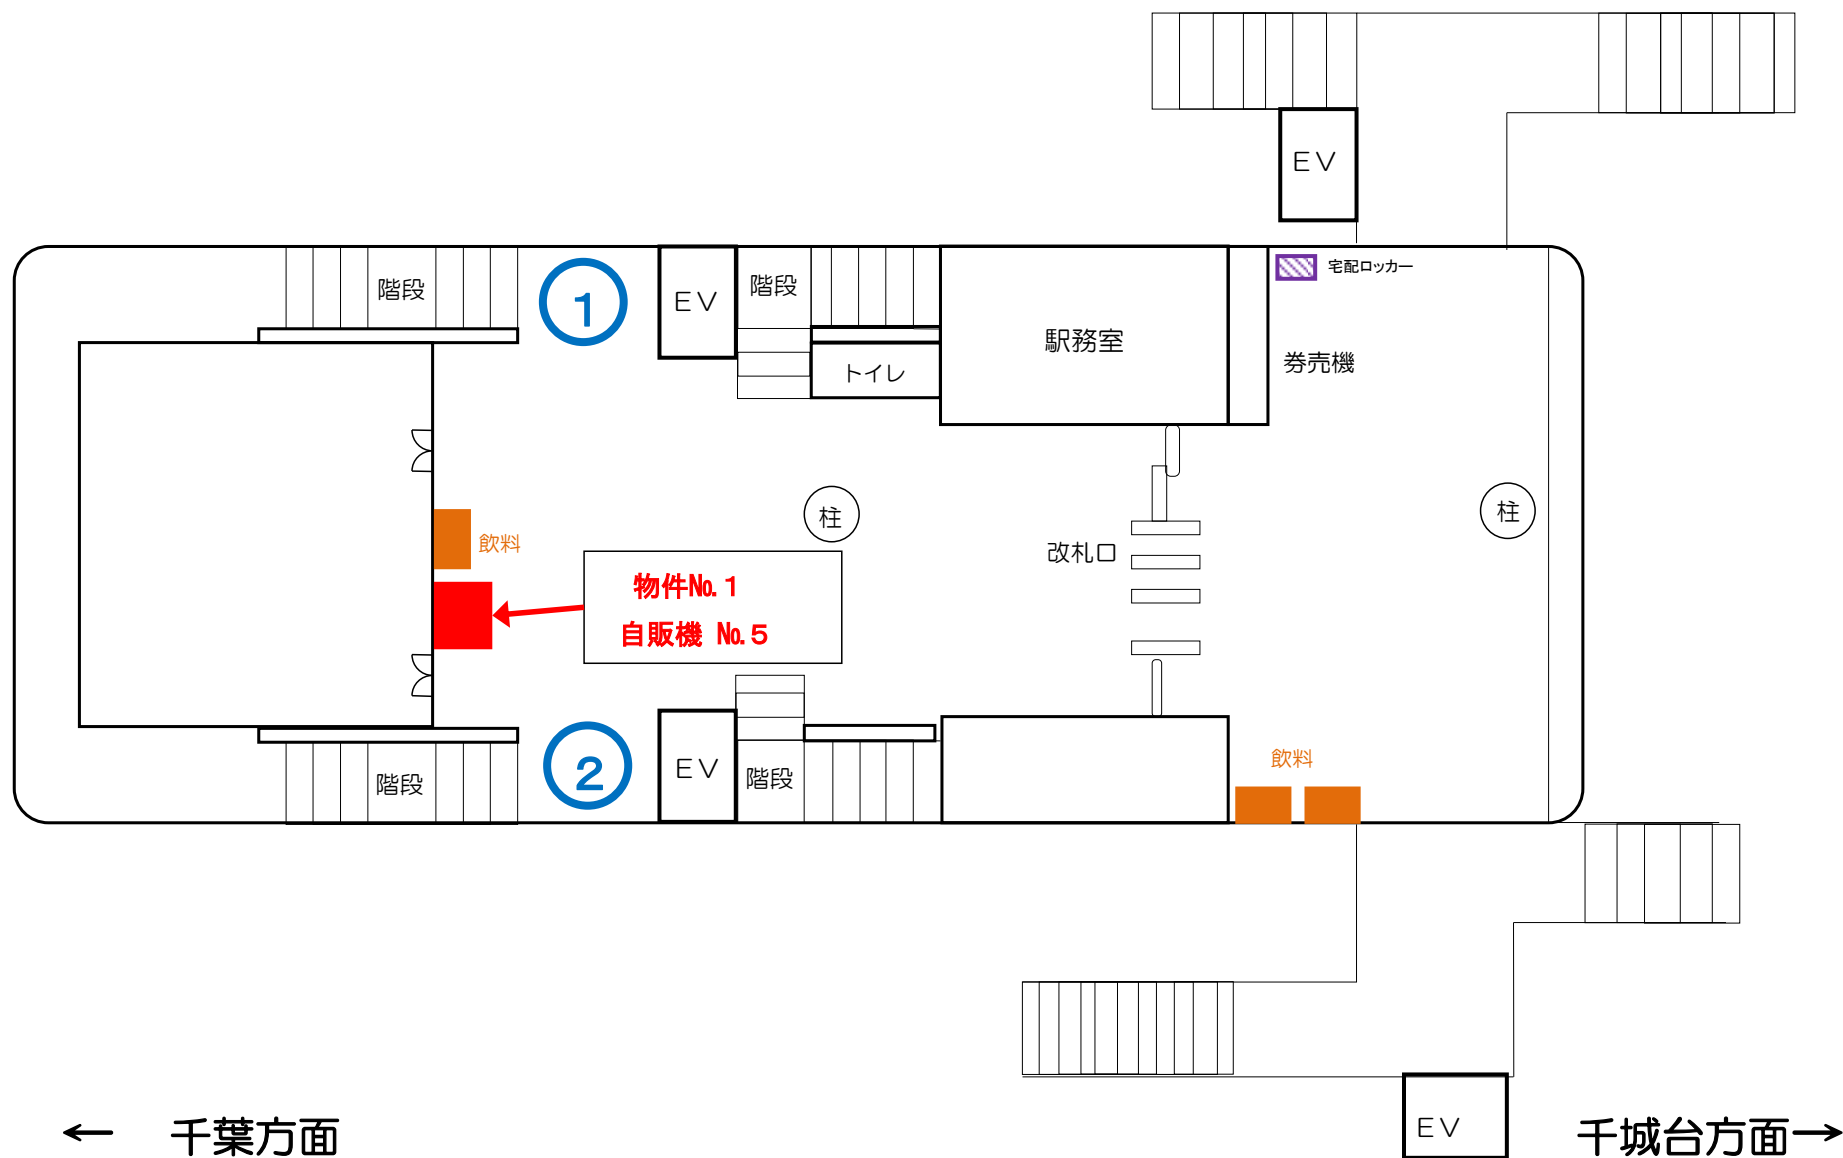 EV
階段
1
EV
階段
宅配ロッカー
駅務室
券売機
トイレ
柱
柱
飲料
改札口
物件№1
自販機 №5
階段
2
EV
階段
飲料
EV
← 千葉方面
千城台方面→